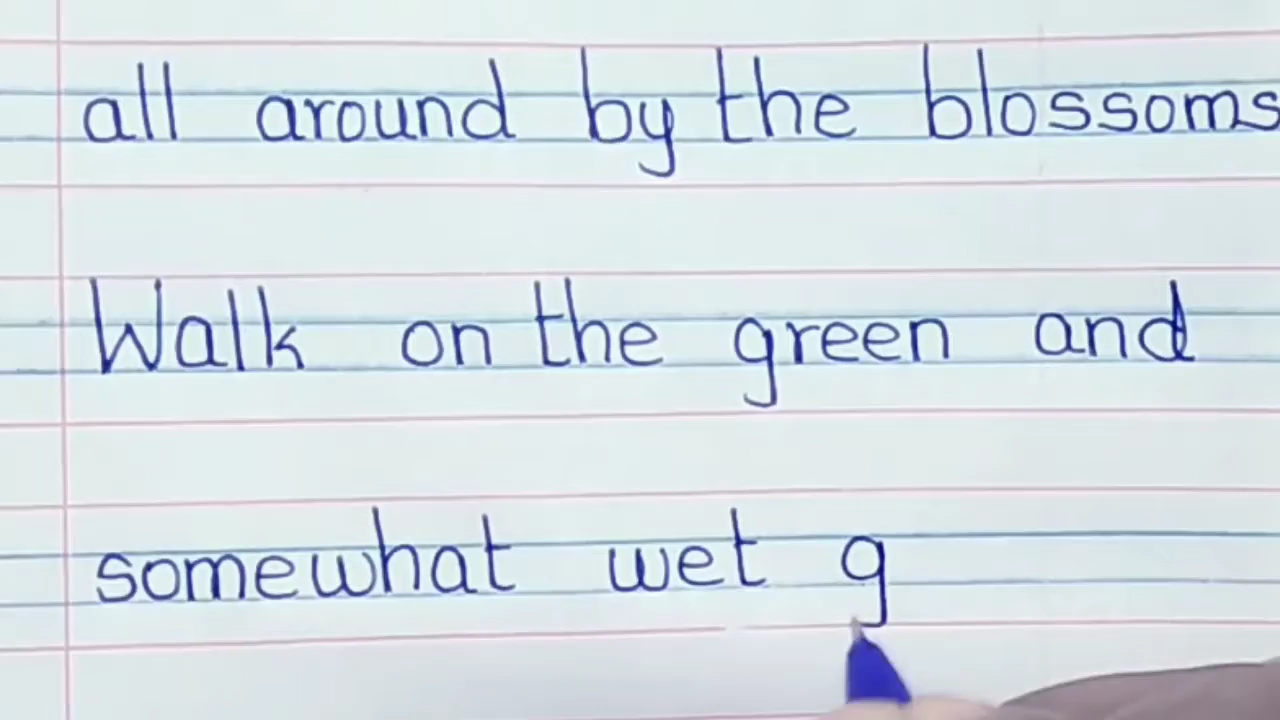 all around by the blossoms
Walk on the green and
somewhat wet g